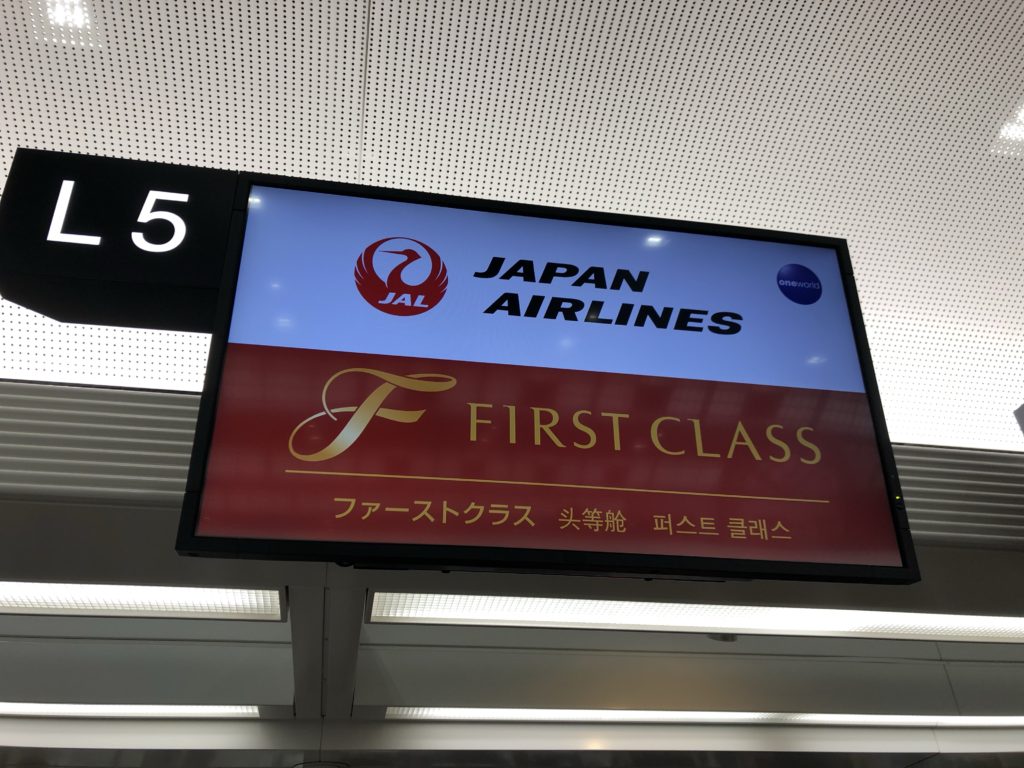 L 5
JAL
JAPAN
AIRLINES
oneworld
F FIRST CLASS
ファーストクラス 头等舱 퍼스트 클래스